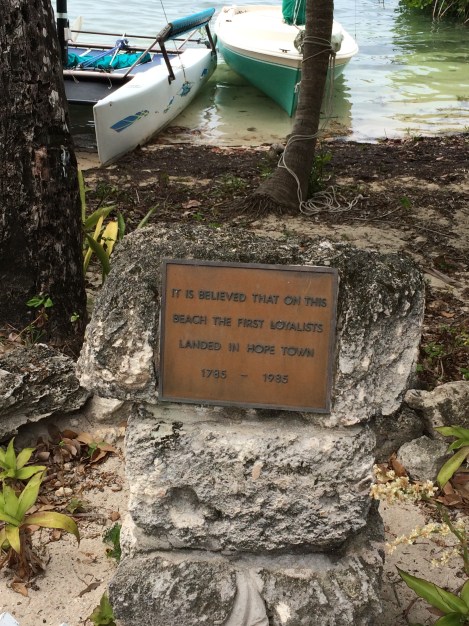 IT IS BELIEVED THAT ON THIS
BEACH THE FIRST LOYALISTS
LANDED IN HOPE TOWN
1785 - 1985